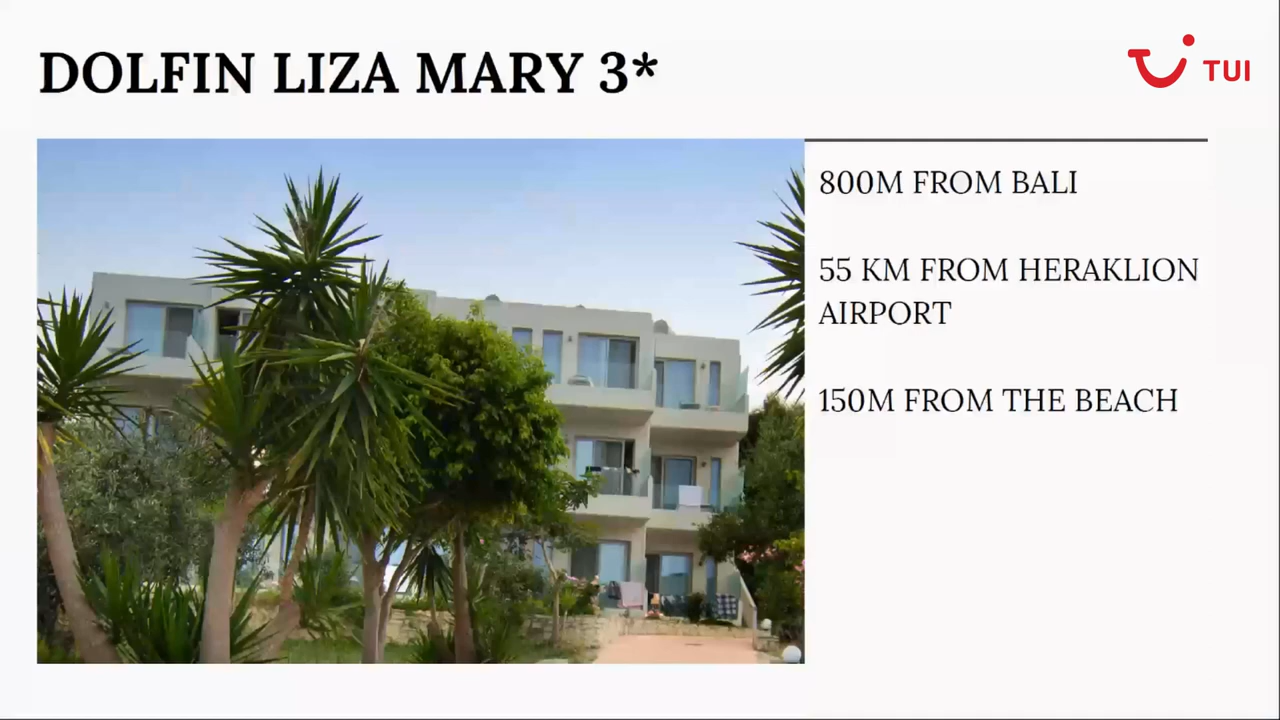 DOLFIN LIZA MARY 3*
TUI
800M FROM BALI
55 KM FROM HERAKLION
AIRPORT
150M FROM THE BEACH